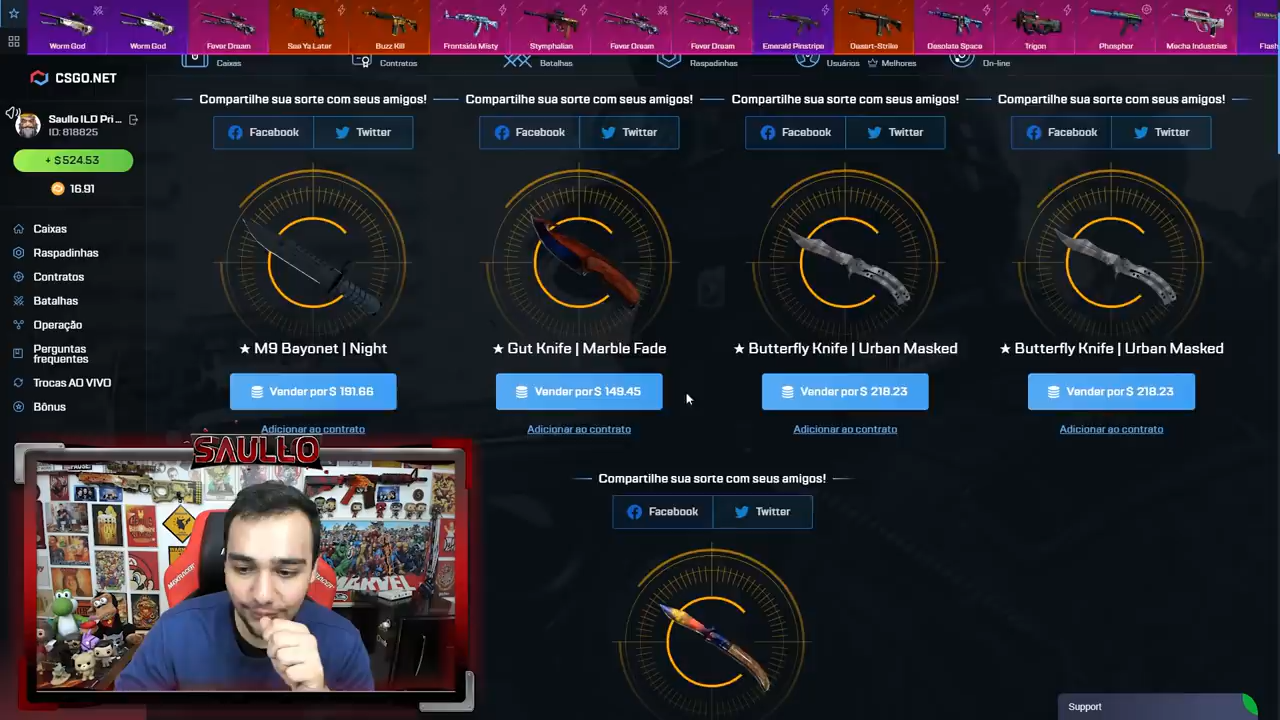 Worm God
Worm God
Fever Dream
See Ya Later
Buzz Kill
Frontside Misty
Stymphalian
Fever Dream
Fever Dream
Emerald Pinstripe
Desert-Strike
Desolate Space
Trigon
Phosphor
Mecha Industries
Flash
CSGO.NET
Caixas
Contratos
Batalhas
Raspadinhas
Usuários
Melhores
On-line
Saullo ILD Pri ...
ID: 818825
+ $ 524.53
16.91
Caixas
Raspadinhas
Contratos
Batalhas
Operação
Perguntas
frequentes
Trocas AO VIVO
Bônus
Compartilhe sua sorte com seus amigos!
Facebook
Twitter
★ M9 Bayonet | Night
Vender por $ 191.66
Adicionar ao contrato
Compartilhe sua sorte com seus amigos!
Facebook
Twitter
★ Gut Knife | Marble Fade
Vender por $ 149.45
Adicionar ao contrato
Compartilhe sua sorte com seus amigos!
Facebook
Twitter
★ Butterfly Knife | Urban Masked
Vender por $ 218.23
Adicionar ao contrato
Compartilhe sua sorte com seus amigos!
Facebook
Twitter
★ Butterfly Knife | Urban Masked
Vender por $ 218.23
Adicionar ao contrato
Compartilhe sua sorte com seus amigos!
Facebook
Twitter
SAULLO
MARVEL
Support